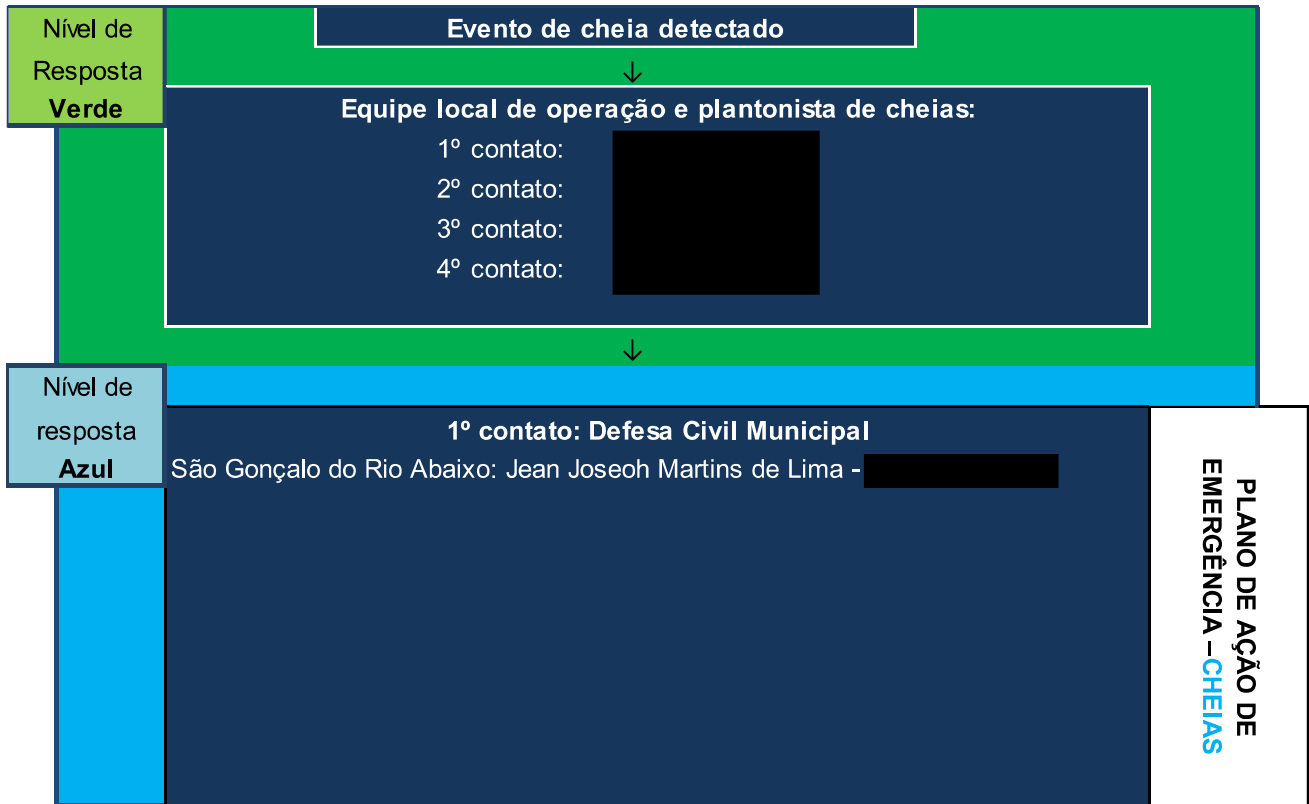 Nível de
Resposta
Verde
Evento de cheia detectado
↓
Equipe local de operação e plantonista de cheias:
1º contato:
2º contato:
3º contato:
4º contato:
↓
Nível de
resposta
Azul
1º contato: Defesa Civil Municipal
São Gonçalo do Rio Abaixo: Jean Joseoh Martins de Lima -
PLANO DE AÇÃO DE
EMERGÊNCIA –CHEIAS